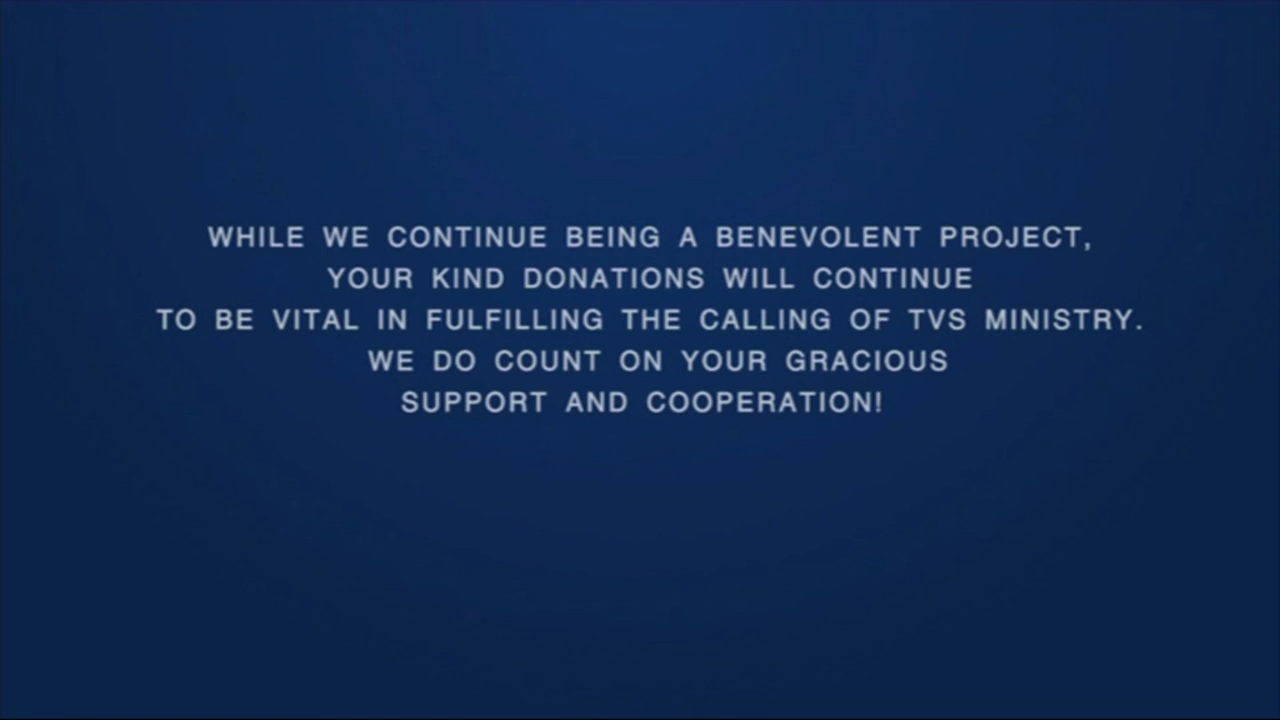 WHILE WE CONTINUE BEING A BENEVOLENT PROJECT,
YOUR KIND DONATIONS WILL CONTINUE
TO BE VITAL IN FULFILLING THE CALLING OF TVS MINISTRY.
WE DO COUNT ON YOUR GRACIOUS
SUPPORT AND COOPERATION!